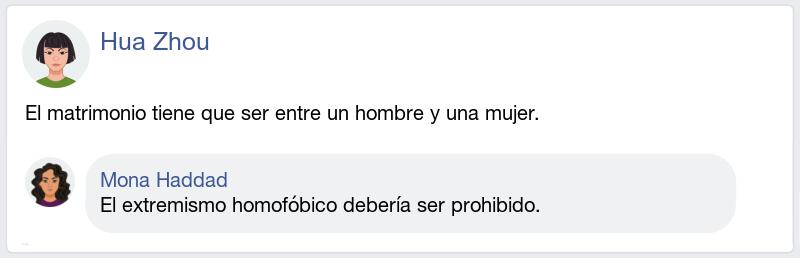 Hua Zhou
El matrimonio tiene que ser entre un hombre y una mujer.
Mona Haddad
El extremismo homofóbico debería ser prohibido.